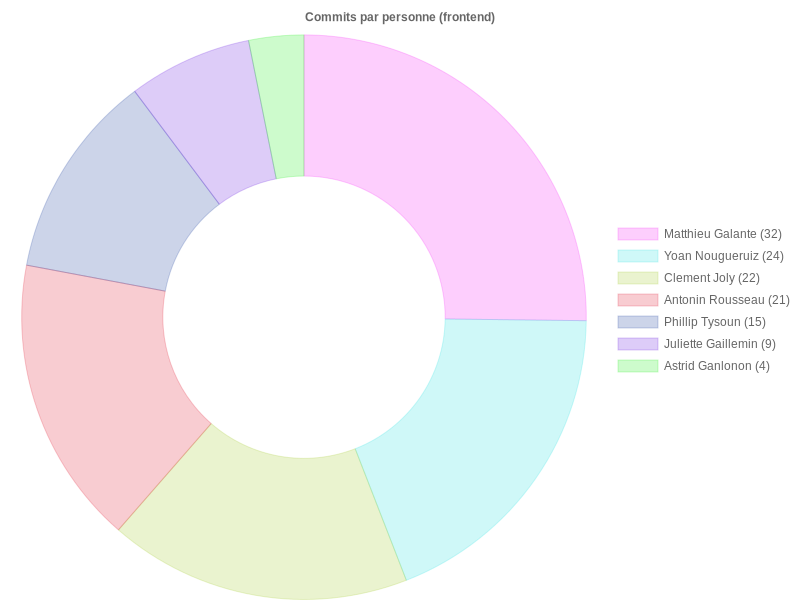 Commits par personne (frontend)
Matthieu Galante (32)
Yoan Nougueruiz (24)
Clement Joly (22)
Antonin Rousseau (21)
Phillip Tysoun (15)
Juliette Gaillemin (9)
Astrid Ganlonon (4)